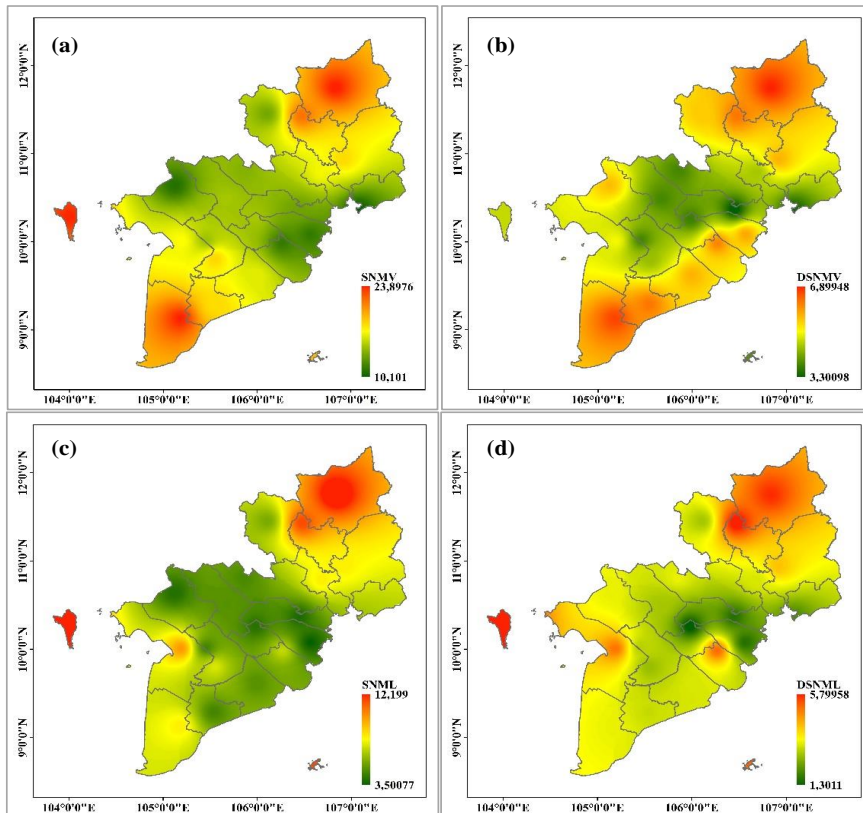 (a)
12°0'0"N
11°0'0"N
10°0'0"N
9°0'0"N
SNMV
23,8976
10,101
104°0'0"E
105°0'0"E
106°0'0"E
107°0'0"E
(b)
12°0'0"N
11°0'0"N
10°0'0"N
9°0'0"N
DSNMV
6,89948
3,30098
104°0'0"E
105°0'0"E
106°0'0"E
107°0'0"E
(c)
12°0'0"N
11°0'0"N
10°0'0"N
9°0'0"N
SNML
12,199
3,50077
104°0'0"E
105°0'0"E
106°0'0"E
107°0'0"E
(d)
12°0'0"N
11°0'0"N
10°0'0"N
9°0'0"N
DSNML
5,79958
1,3011
104°0'0"E
105°0'0"E
106°0'0"E
107°0'0"E